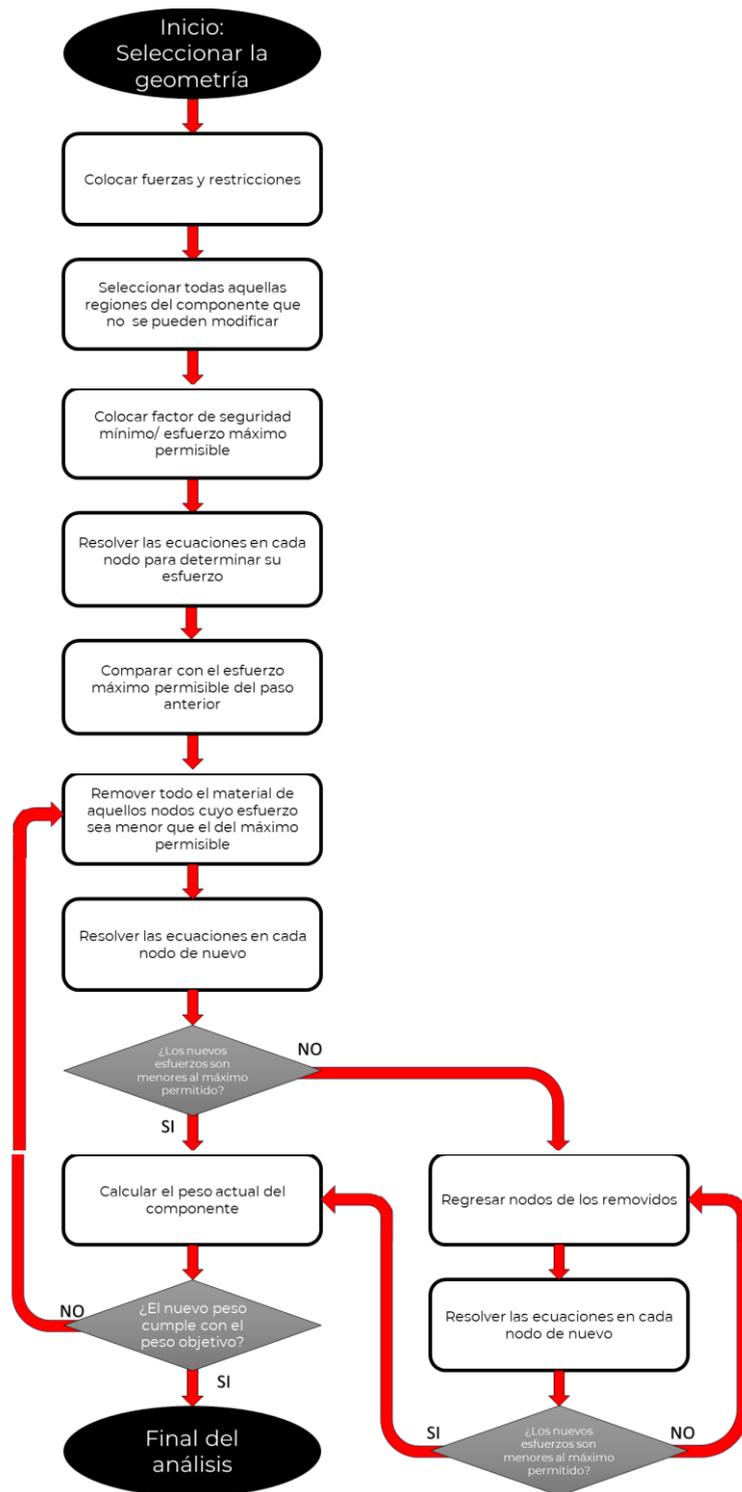 Inicio:
Seleccionar la
geometría
Colocar fuerzas y restricciones
Seleccionar todas aquellas
regiones del componente que
no se pueden modificar
Colocar factor de seguridad
mínimo/ esfuerzo máximo
permisible
Resolver las ecuaciones en cada
nodo para determinar su
esfuerzo
Comparar con el esfuerzo
máximo permisible del paso
anterior
Remover todo el material de
aquellos nodos cuyo esfuerzo
sea menor que el del máximo
permisible
Resolver las ecuaciones en cada
nodo de nuevo
¿Los nuevos
esfuerzos son
menores al máximo
permitido?
NO
SI
Calcular el peso actual del
componente
Regresar nodos de los removidos
¿El nuevo peso
cumple con el
peso objetivo?
NO
SI
Resolver las ecuaciones en cada
nodo de nuevo
¿Los nuevos
esfuerzos son
menores al máximo
permitido?
SI
NO
Final del
análisis